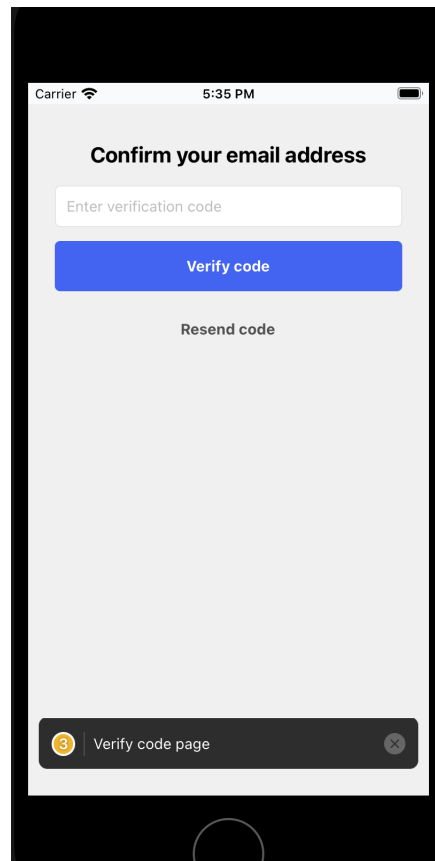 Carrier 5:35 PM
Confirm your email address
Enter verification code
Verify code
Resend code
3 Verify code page